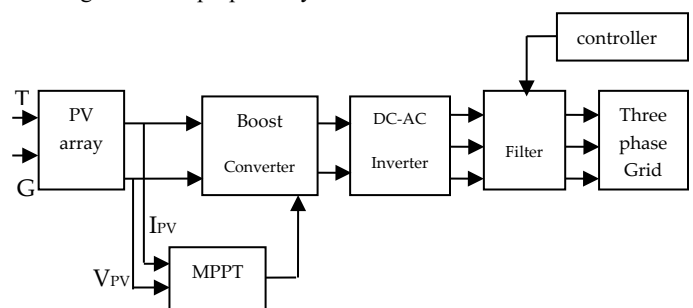 controller
T
PV
array
G
Boost
Converter
DC-AC
Inverter
Filter
Three
phase
Grid
IPV
VPV
MPPT